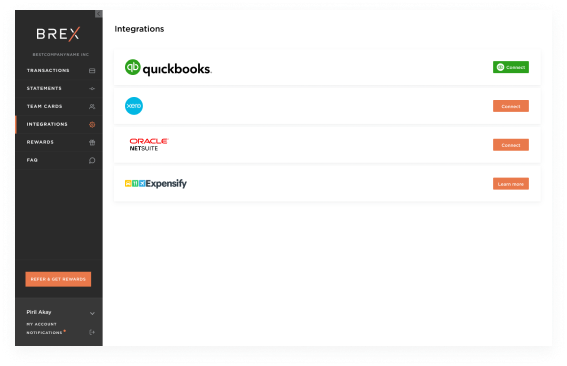 BREX
BESTCOMPANYNAME INC
TRANSACTIONS
STATEMENTS
TEAM CARDS
INTEGRATIONS
REWARDS
FAQ
REFER & GET REWARDS
Piril Akay
MY ACCOUNT
NOTIFICATIONS
Integrations
qb quickbooks.
Connect
xero
Connect
ORACLE
NETSUITE
Connect
Expensify
Learn more